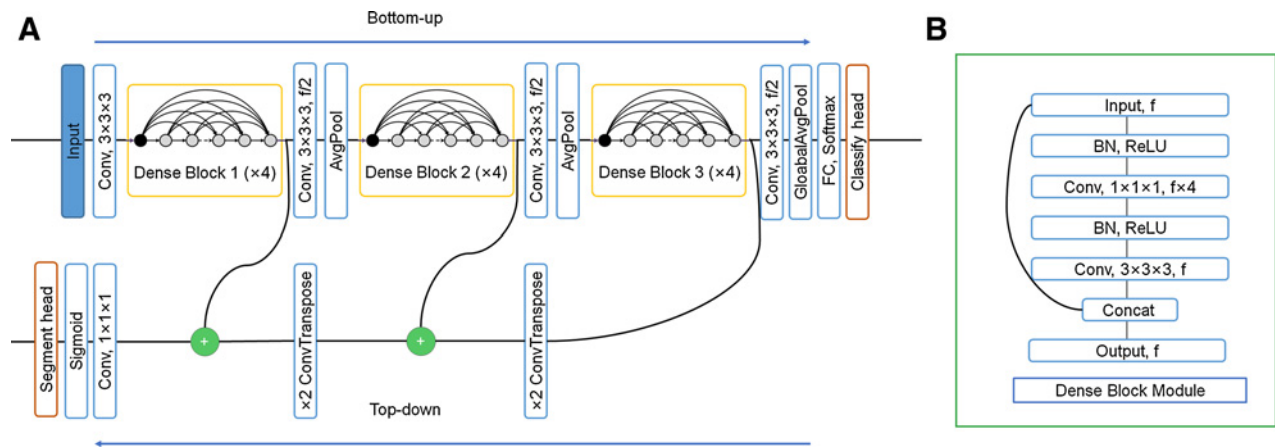 A
Bottom-up
Input
Conv, 3×3×3
Dense Block 1 (×4)
Conv, 3×3×3, f/2
AvgPool
Dense Block 2 (×4)
Conv, 3×3×3, f/2
AvgPool
Dense Block 3 (×4)
Conv, 3×3×3, f/2
GloabalAvgPool
FC, Softmax
Classify head
Segment head
Sigmoid
Conv, 1×1×1
+
×2 ConvTranspose
+
×2 ConvTranspose
Top-down
B
Input, f
BN, ReLU
Conv, 1×1×1, f×4
BN, ReLU
Conv, 3×3×3, f
Concat
Output, f
Dense Block Module